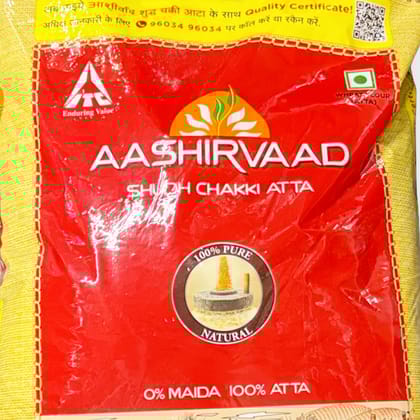 आशीर्वाद शुद्ध चक्की आटा के साथ Quality Certificate!
अधिक जानकारी के लिए 96034 96034 पर कॉल करें या स्कैन करें.
ITC
Enduring Value
AASHIRVAAD
SHUDH CHAKKI ATTA
100% PURE
NATURAL
0% MAIDA 100% ATTA